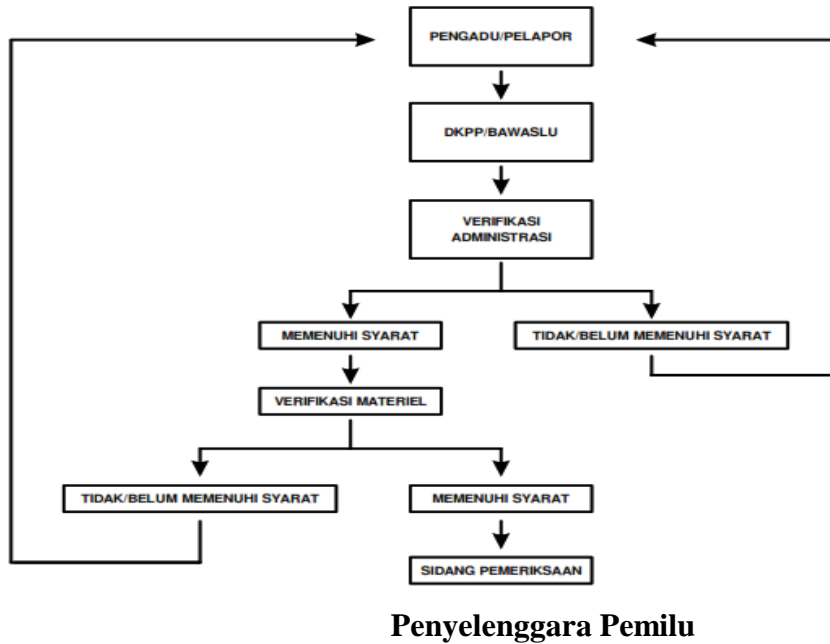 PENGADU/PELAPOR
DKPP/BAWASLU
VERIFIKASI
ADMINISTRASI
MEMENUHI SYARAT
TIDAK/BELUM MEMENUHI SYARAT
VERIFIKASI MATERIEL
TIDAK/BELUM MEMENUHI SYARAT
MEMENUHI SYARAT
SIDANG PEMERIKSAAN
Penyelenggara Pemilu